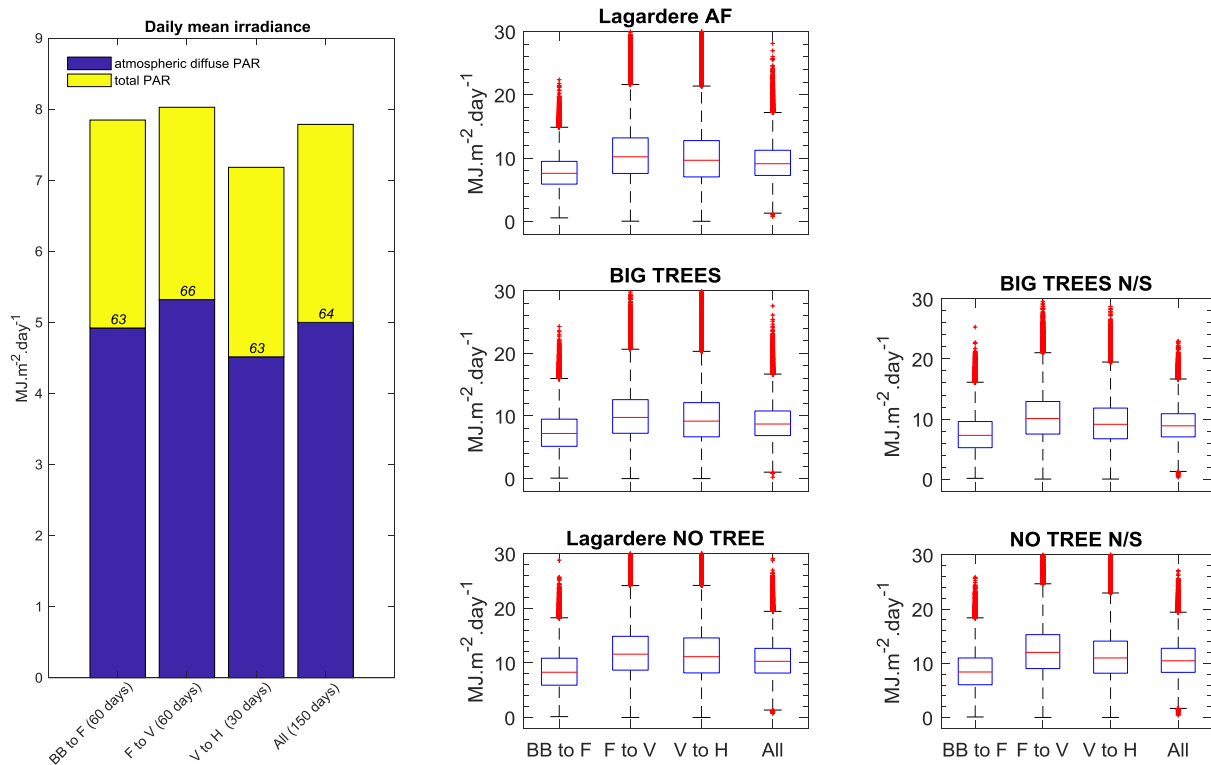 Daily mean irradiance
9
8
7
6
5
4
3
2
1
0
MJ.m-2.day-1
atmospheric diffuse PAR
total PAR
63
66
63
64
BB to F (60 days)
F to V (60 days)
V to H (30 days)
All (150 days)
Lagardere AF
30
20
10
0
MJ.m-2.day-1
BIG TREES
30
20
10
0
MJ.m-2.day-1
BIG TREES N/S
30
20
10
0
MJ.m-2.day-1
Lagardere NO TREE
30
20
10
0
MJ.m-2.day-1
BB to F F to V V to H All
NO TREE N/S
30
20
10
0
MJ.m-2.day-1
BB to F F to V V to H All